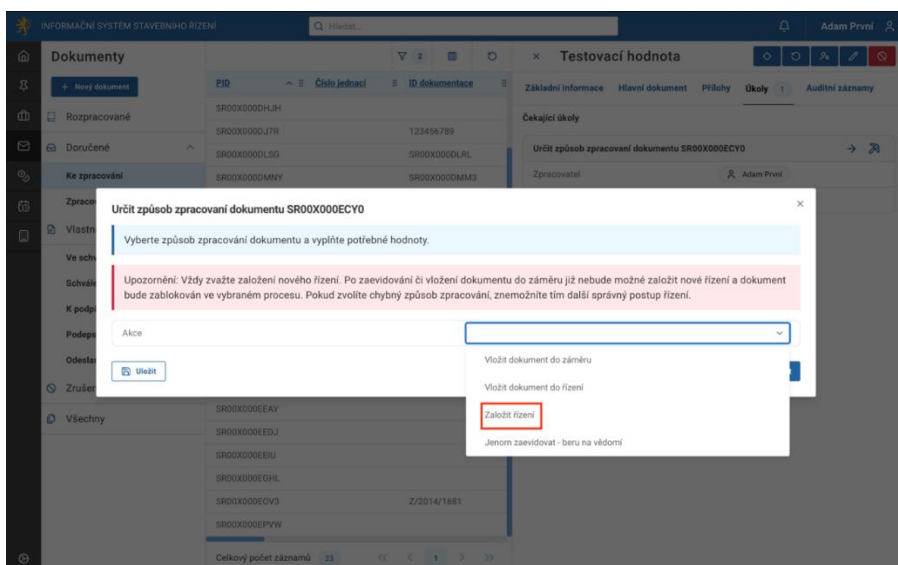 INFORMAČNÍ SYSTÉM STAVEBNÍHO ŘÍZENÍ
Hledat...
Adam První
Dokumenty
+ Nový dokument
Rozpracované
Doručené
Ke zpracování
Zpraco
Vlastn
Ve sch
Schvále
K podpi
Podeps
Odesla
Zrušen
Všechny
2
PID
Číslo jednací
ID dokumentace
SR00X000DHJH
SR00X000DJ7R 123456789
SR00X000DLSG SR00X000DLRL
SR00X000DMNY SR00X000DMM3
SR00X000EEAY
SR00X000EEDJ
SR00X000EEIU
SR00X000EGHL
SR00X000EOV3 Z/2014/1681
SR00X000EPVW
Celkový počet záznamů 23
1
× Testovací hodnota
Základní informace Hlavní dokument Přílohy Úkoly 1 Auditní záznamy
Čekající úkoly
Určit způsob zpracovaní dokumentu SR00X000ECY0
Zpracovatel Adam První
Určit způsob zpracovaní dokumentu SR00X000ECY0
Vyberte způsob zpracování dokumentu a vyplňte potřebné hodnoty.
Upozornění: Vždy zvažte založení nového řízení. Po zaevidování či vložení dokumentu do záměru již nebude možné založit nové řízení a dokument
bude zablokován ve vybraném procesu. Pokud zvolíte chybný způsob zpracování, znemožníte tím další správný postup řízení.
Akce
Vložit dokument do záměru
Vložit dokument do řízení
Založit řízení
Jenom zaevidovat - beru na vědomí
Uložit